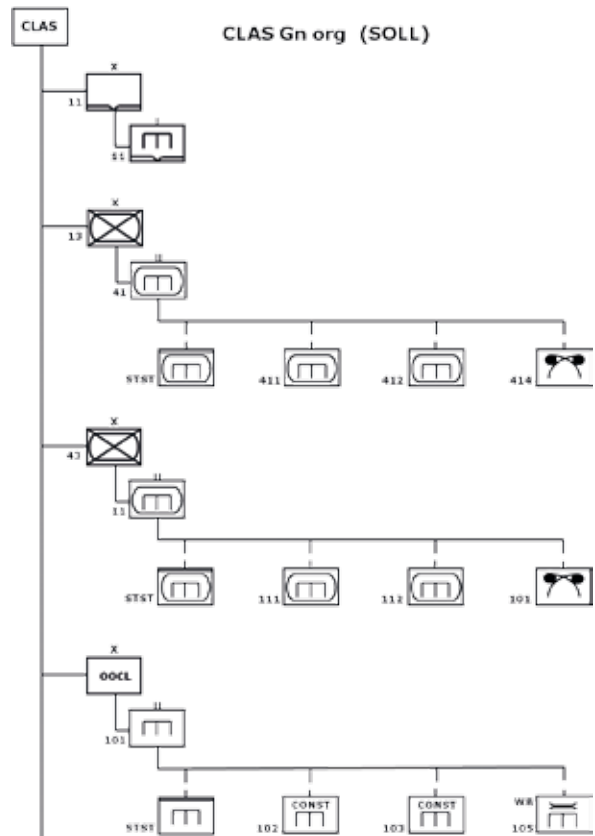 CLAS
CLAS Gn org (SOLL)
X
11
I
11
X
13
II
41
STST
411
412
414
X
43
II
11
STST
111
112
101
X
OOCL
II
101
STST
CONST
102
CONST
103
WB
105